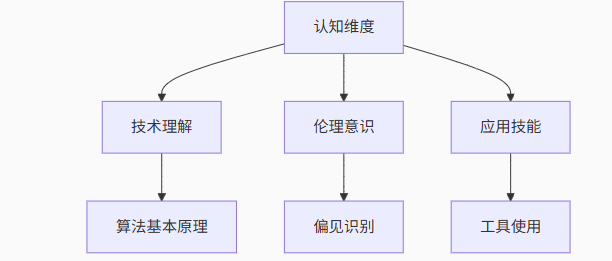 认知维度
技术理解
伦理意识
应用技能
算法基本原理
偏见识别
工具使用